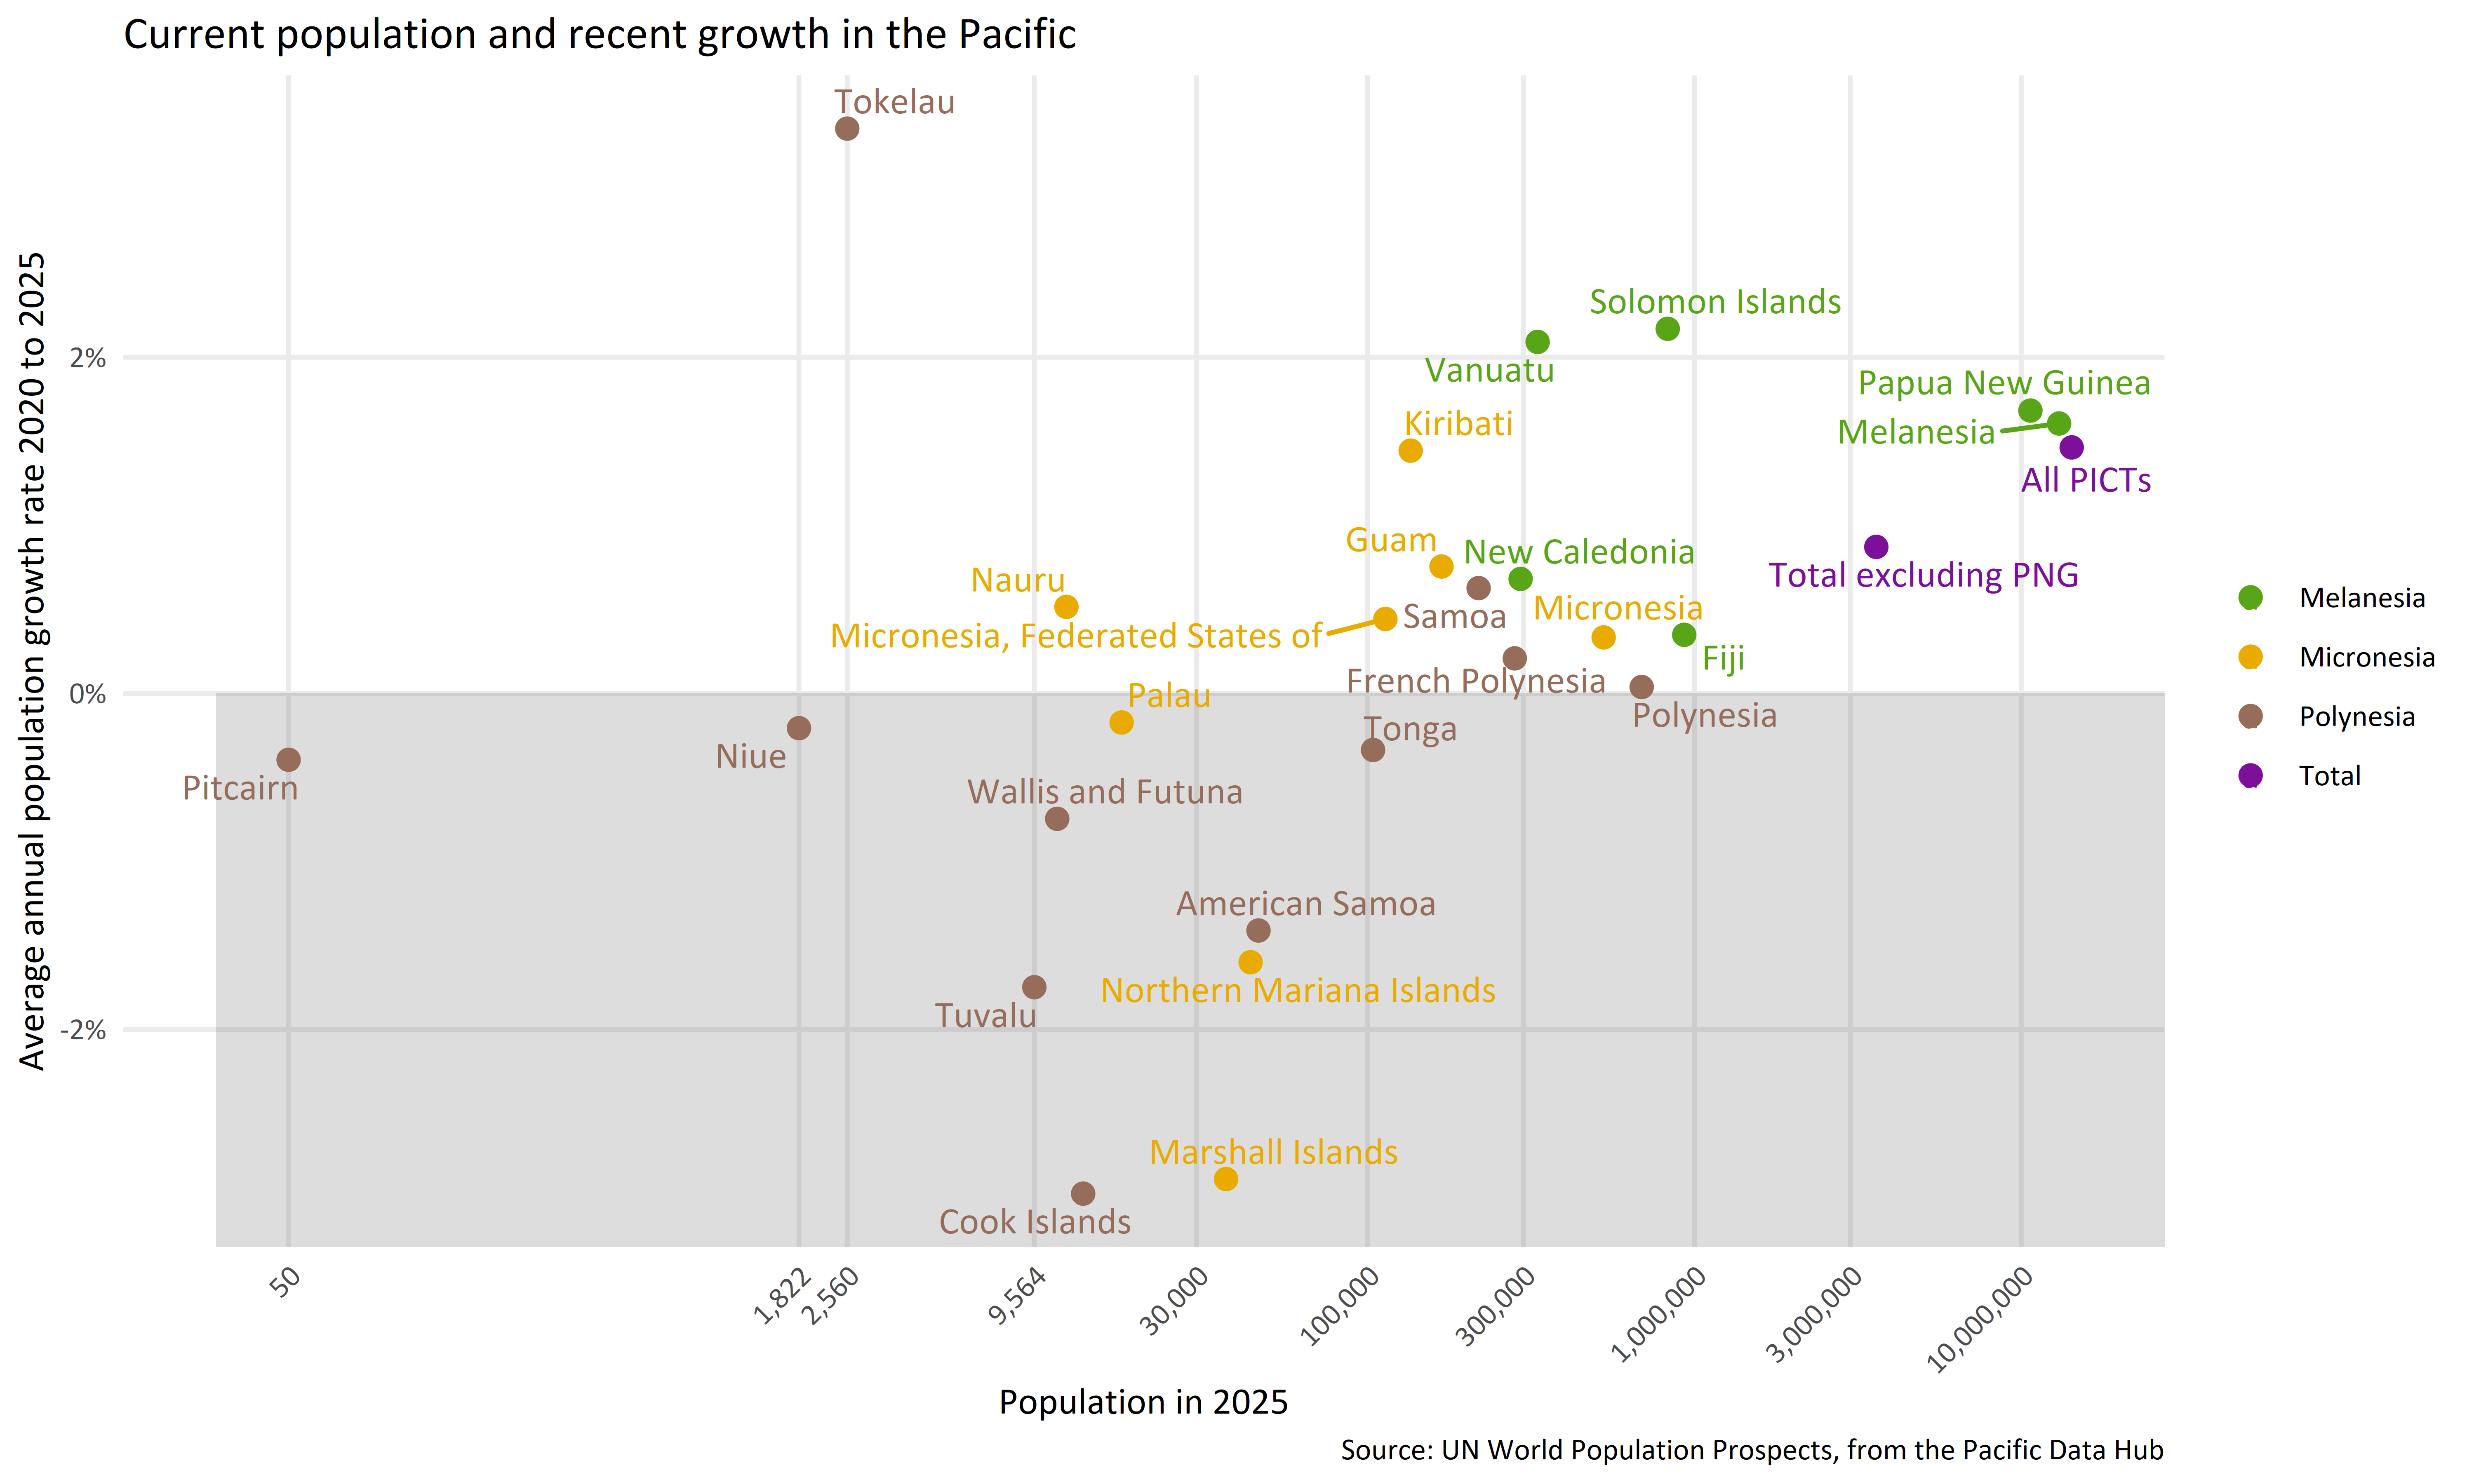 Current population and recent growth in the Pacific
Average annual population growth rate 2020 to 2025
2%
0%
-2%
Tokelau
Solomon Islands
Vanuatu
Papua New Guinea
Kiribati
Melanesia
All PICTs
Guam
New Caledonia
Nauru
Total excluding PNG
Micronesia
Samoa
Micronesia, Federated States of
Fiji
French Polynesia
Palau
Polynesia
Tonga
Niue
Pitcairn
Wallis and Futuna
American Samoa
Northern Mariana Islands
Tuvalu
Marshall Islands
Cook Islands
50
1,822
2,560
9,564
30,000
100,000
300,000
1,000,000
3,000,000
10,000,000
Population in 2025
Melanesia
Micronesia
Polynesia
Total
Source: UN World Population Prospects, from the Pacific Data Hub